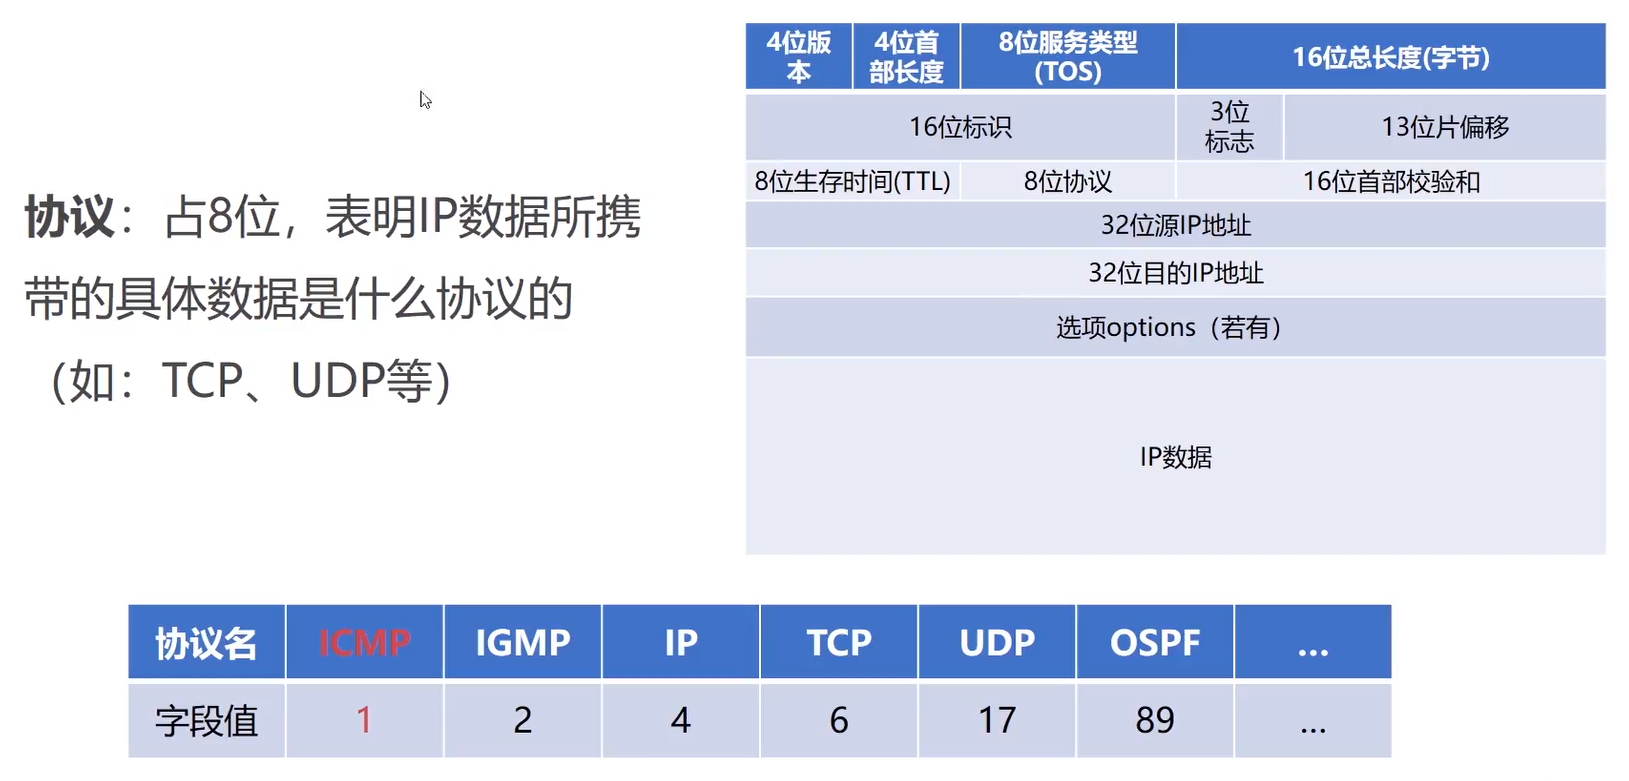 4位版
本
4位首
部长度
8位服务类型
(TOS)
16位总长度(字节)
16位标识
3位
标志
13位片偏移
8位生存时间(TTL)
8位协议
16位首部校验和
32位源IP地址
32位目的IP地址
选项options（若有）
IP数据
协议：占8位，表明IP数据所携
带的具体数据是什么协议的
（如：TCP、UDP等）
协议名 ICMP IGMP IP TCP UDP OSPF ...
字段值 1 2 4 6 17 89 ...